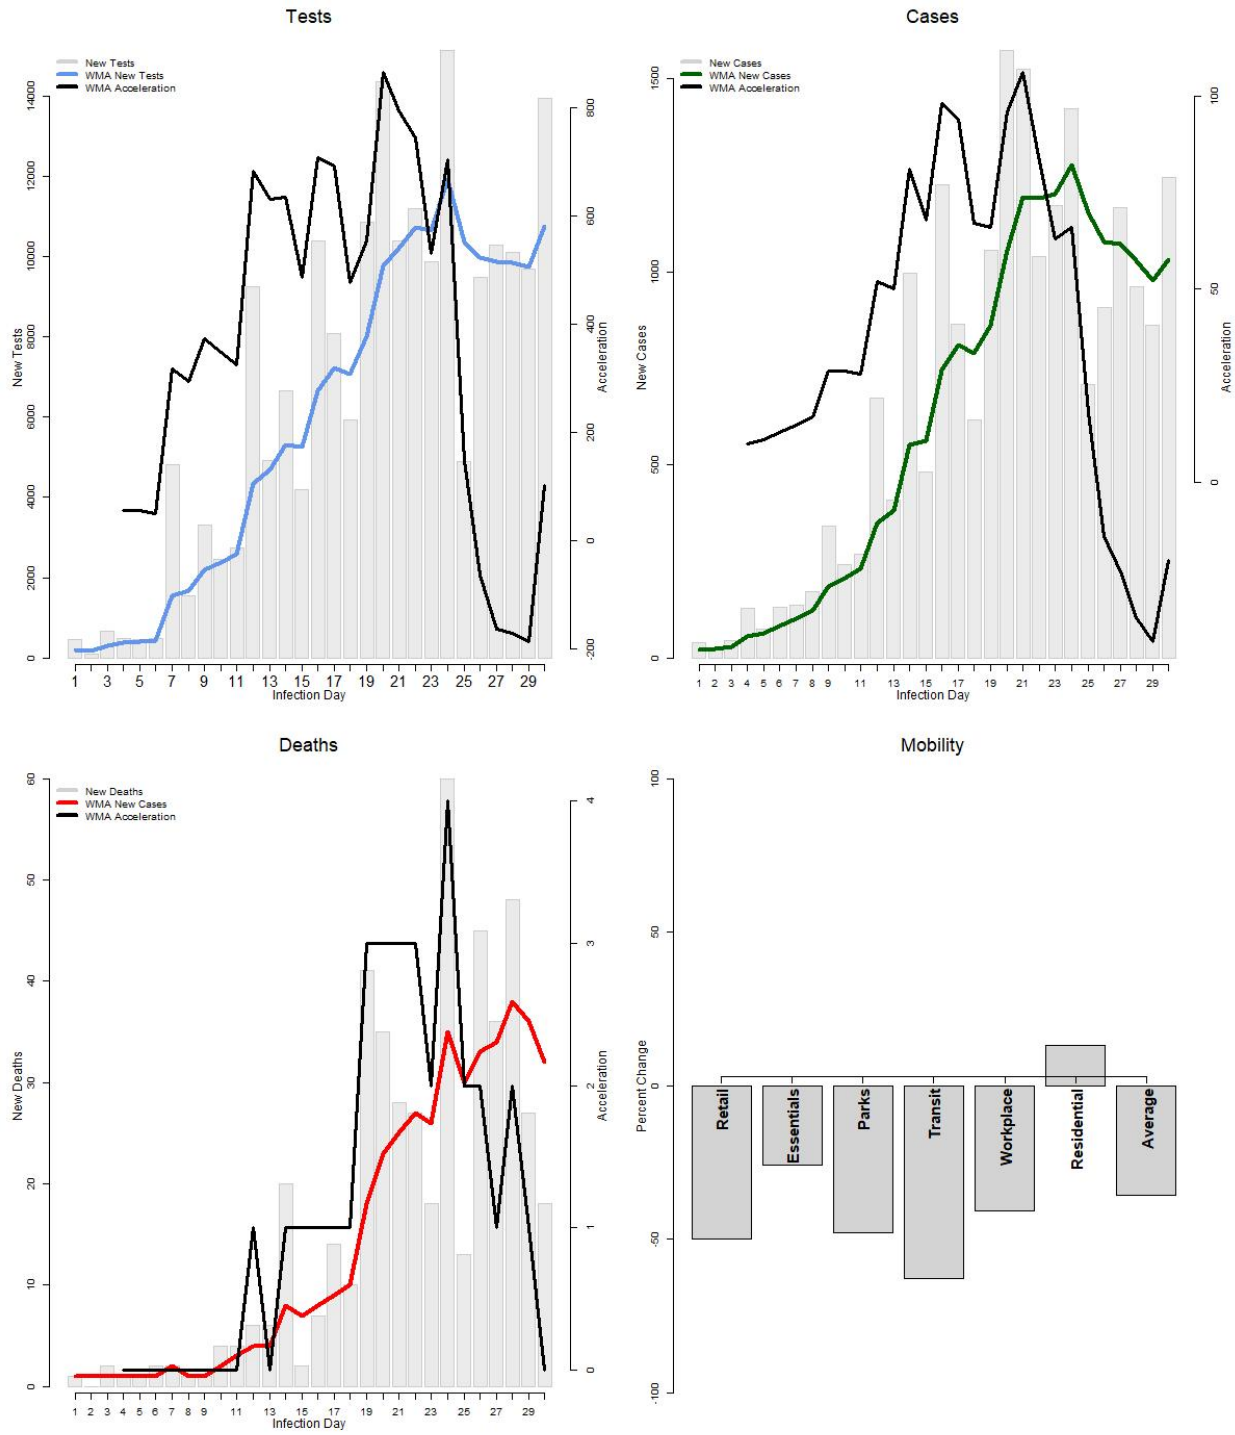 Tests
New Tests
WMA New Tests
WMA Acceleration
New Tests
0
2000
4000
6000
8000
10000
12000
14000
Acceleration
-200
0
200
400
600
800
1 3 5 7 9 11 13 15 17 19 21 23 25 27 29
Infection Day
Cases
New Cases
WMA New Cases
WMA Acceleration
New Cases
0
500
1000
1500
Acceleration
0
50
100
1 2 3 4 5 6 7 8 9 11 13 15 17 19 21 23 25 27 29
Infection Day
Deaths
New Deaths
WMA New Cases
WMA Acceleration
New Deaths
0
10
20
30
40
50
60
Acceleration
0
1
2
3
4
1 2 3 4 5 6 7 8 9 11 13 15 17 19 21 23 25 27 29
Infection Day
Mobility
Percent Change
-100
-50
0
50
100
Retail
Essentials
Parks
Transit
Workplace
Residential
Average